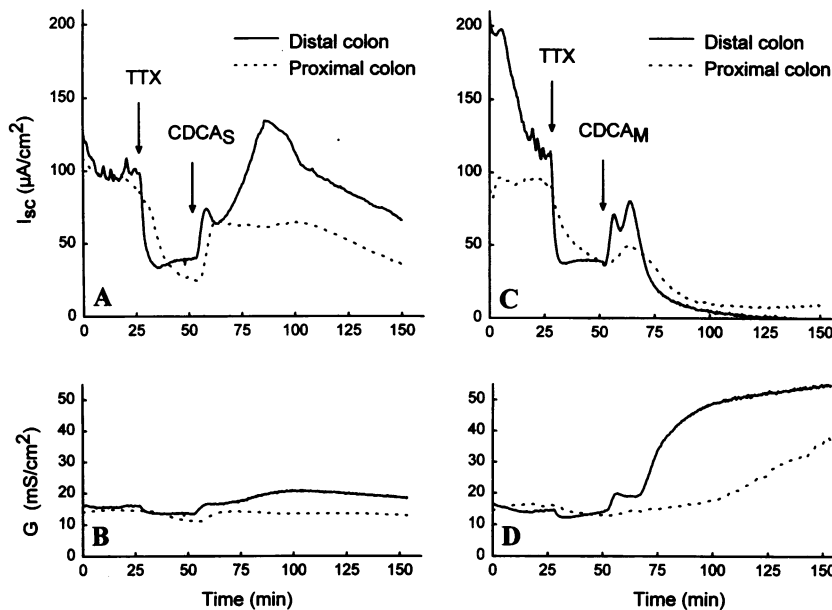 200
150
100
50
0
Isc (µA/cm2)
Distal colon
Proximal colon
TTX
CDCAS
A
0 25 50 75 100 125 150
200
150
100
50
0
Distal colon
Proximal colon
TTX
CDCAM
C
0 25 50 75 100 125 150
50
40
30
20
10
0
G (mS/cm2)
B
0 25 50 75 100 125 150
Time (min)
50
40
30
20
10
0
D
0 25 50 75 100 125 150
Time (min)